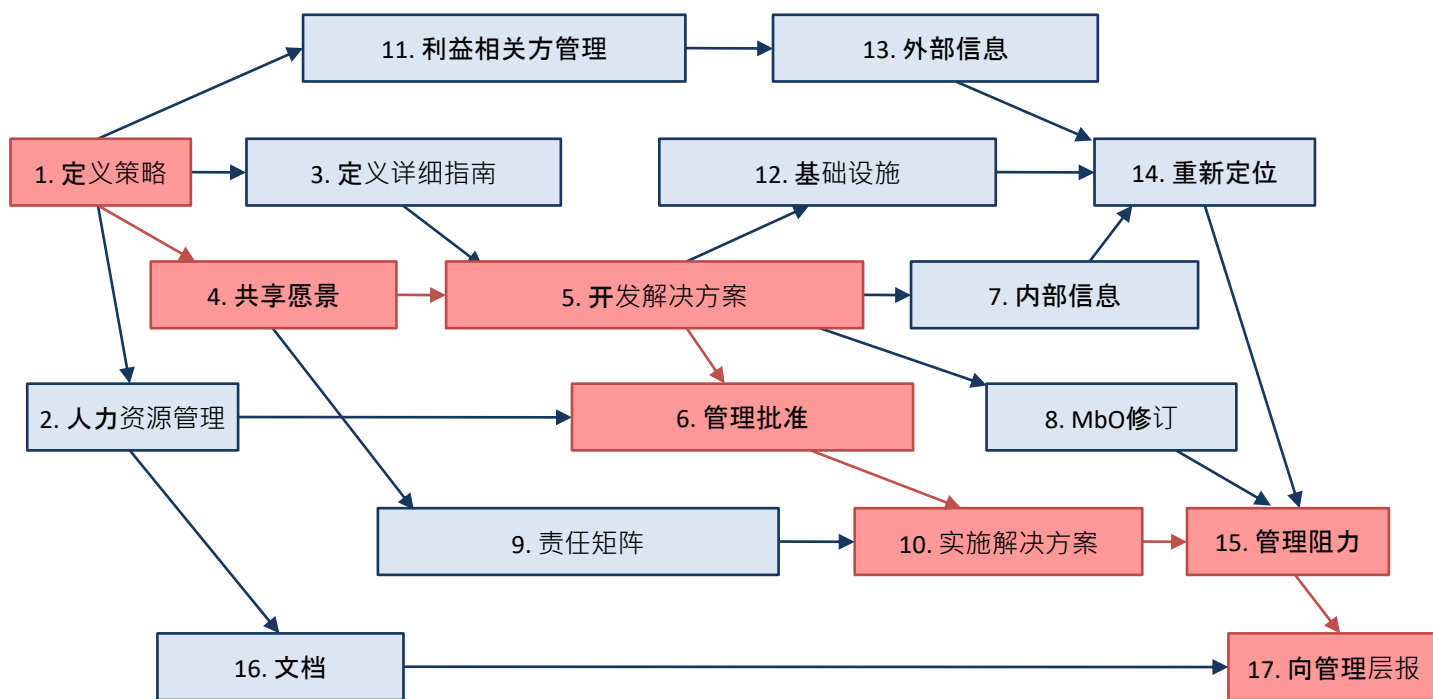 11. 利益相关方管理
13. 外部信息
1. 定义策略
3. 定义详细指南
12. 基础设施
14. 重新定位
4. 共享愿景
5. 开发解决方案
7. 内部信息
2. 人力资源管理
6. 管理批准
8. MbO修订
9. 责任矩阵
10. 实施解决方案
15. 管理阻力
16. 文档
17. 向管理层报